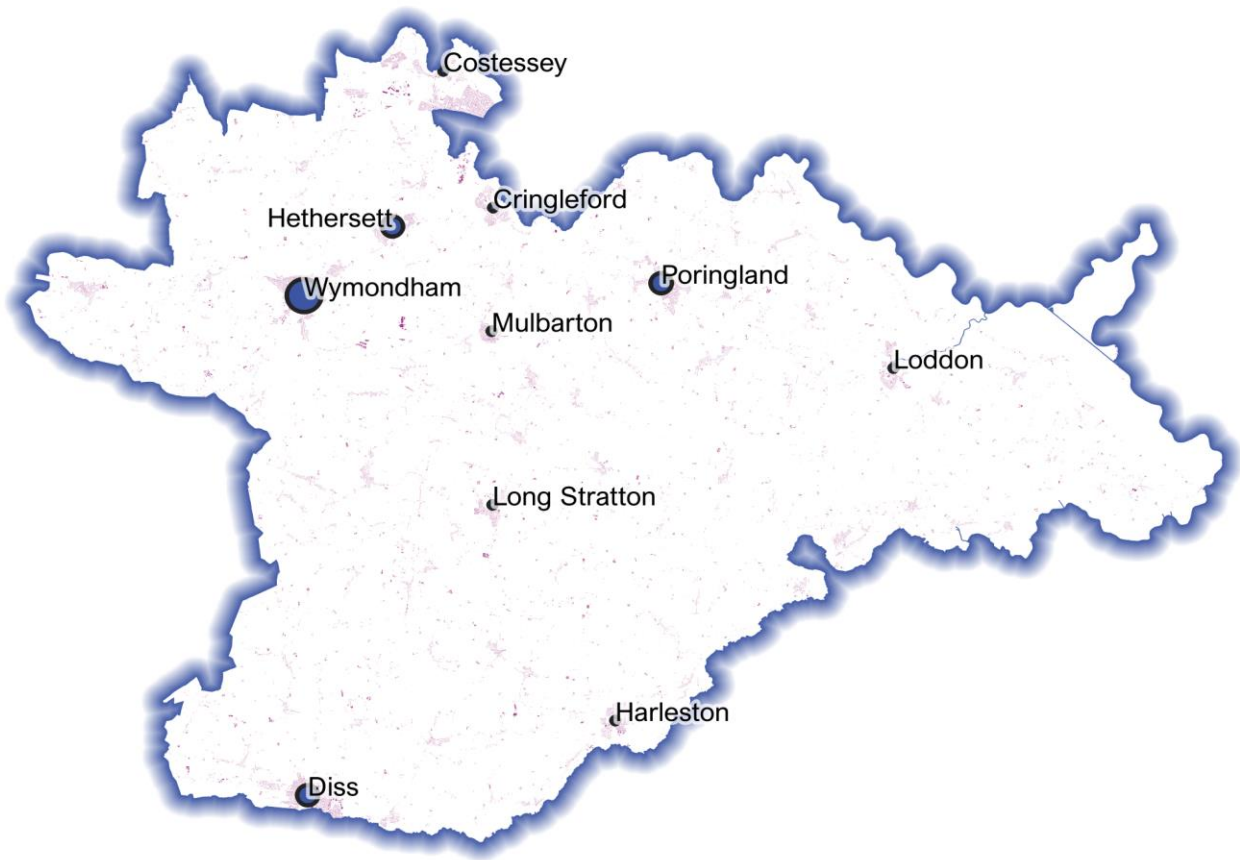 Costessey
Cringleford
Hethersett
Poringland
Wymondham
Mulbarton
Loddon
Long Stratton
Harleston
Diss